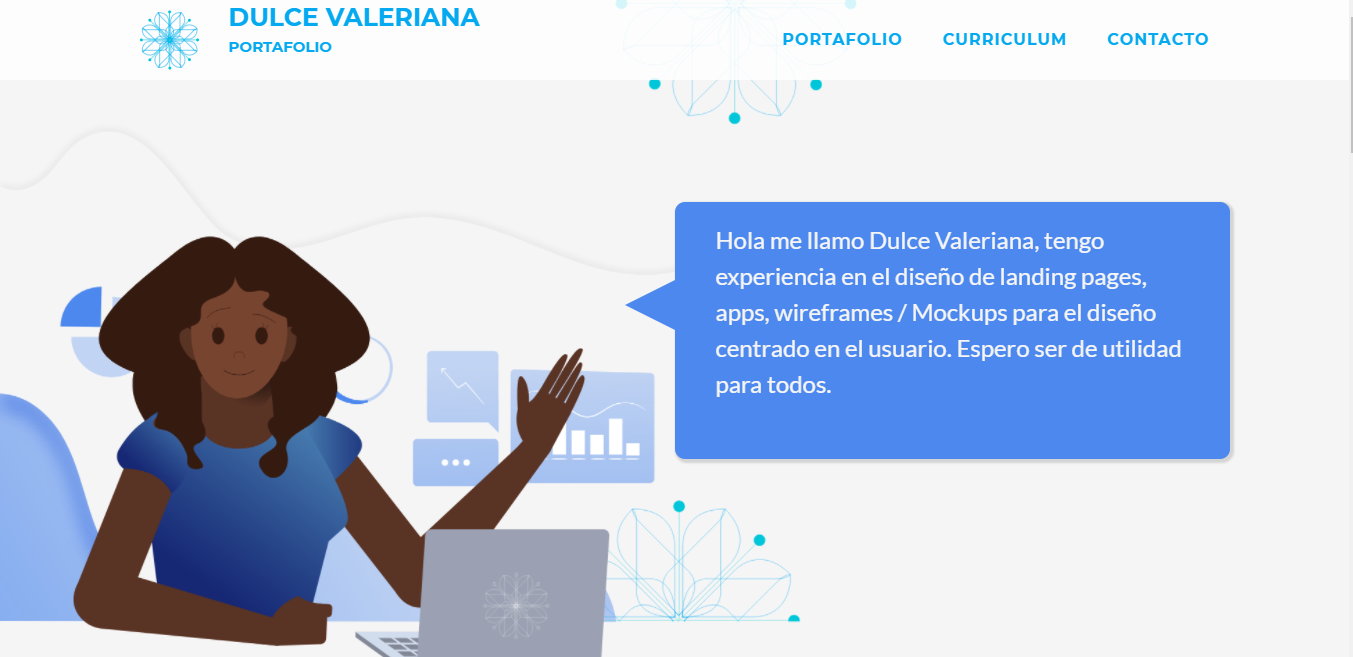 DULCE VALERIANA
PORTAFOLIO
PORTAFOLIO CURRICULUM CONTACTO
Hola me llamo Dulce Valeriana, tengo
experiencia en el diseño de landing pages,
apps, wireframes / Mockups para el diseño
centrado en el usuario. Espero ser de utilidad
para todos.